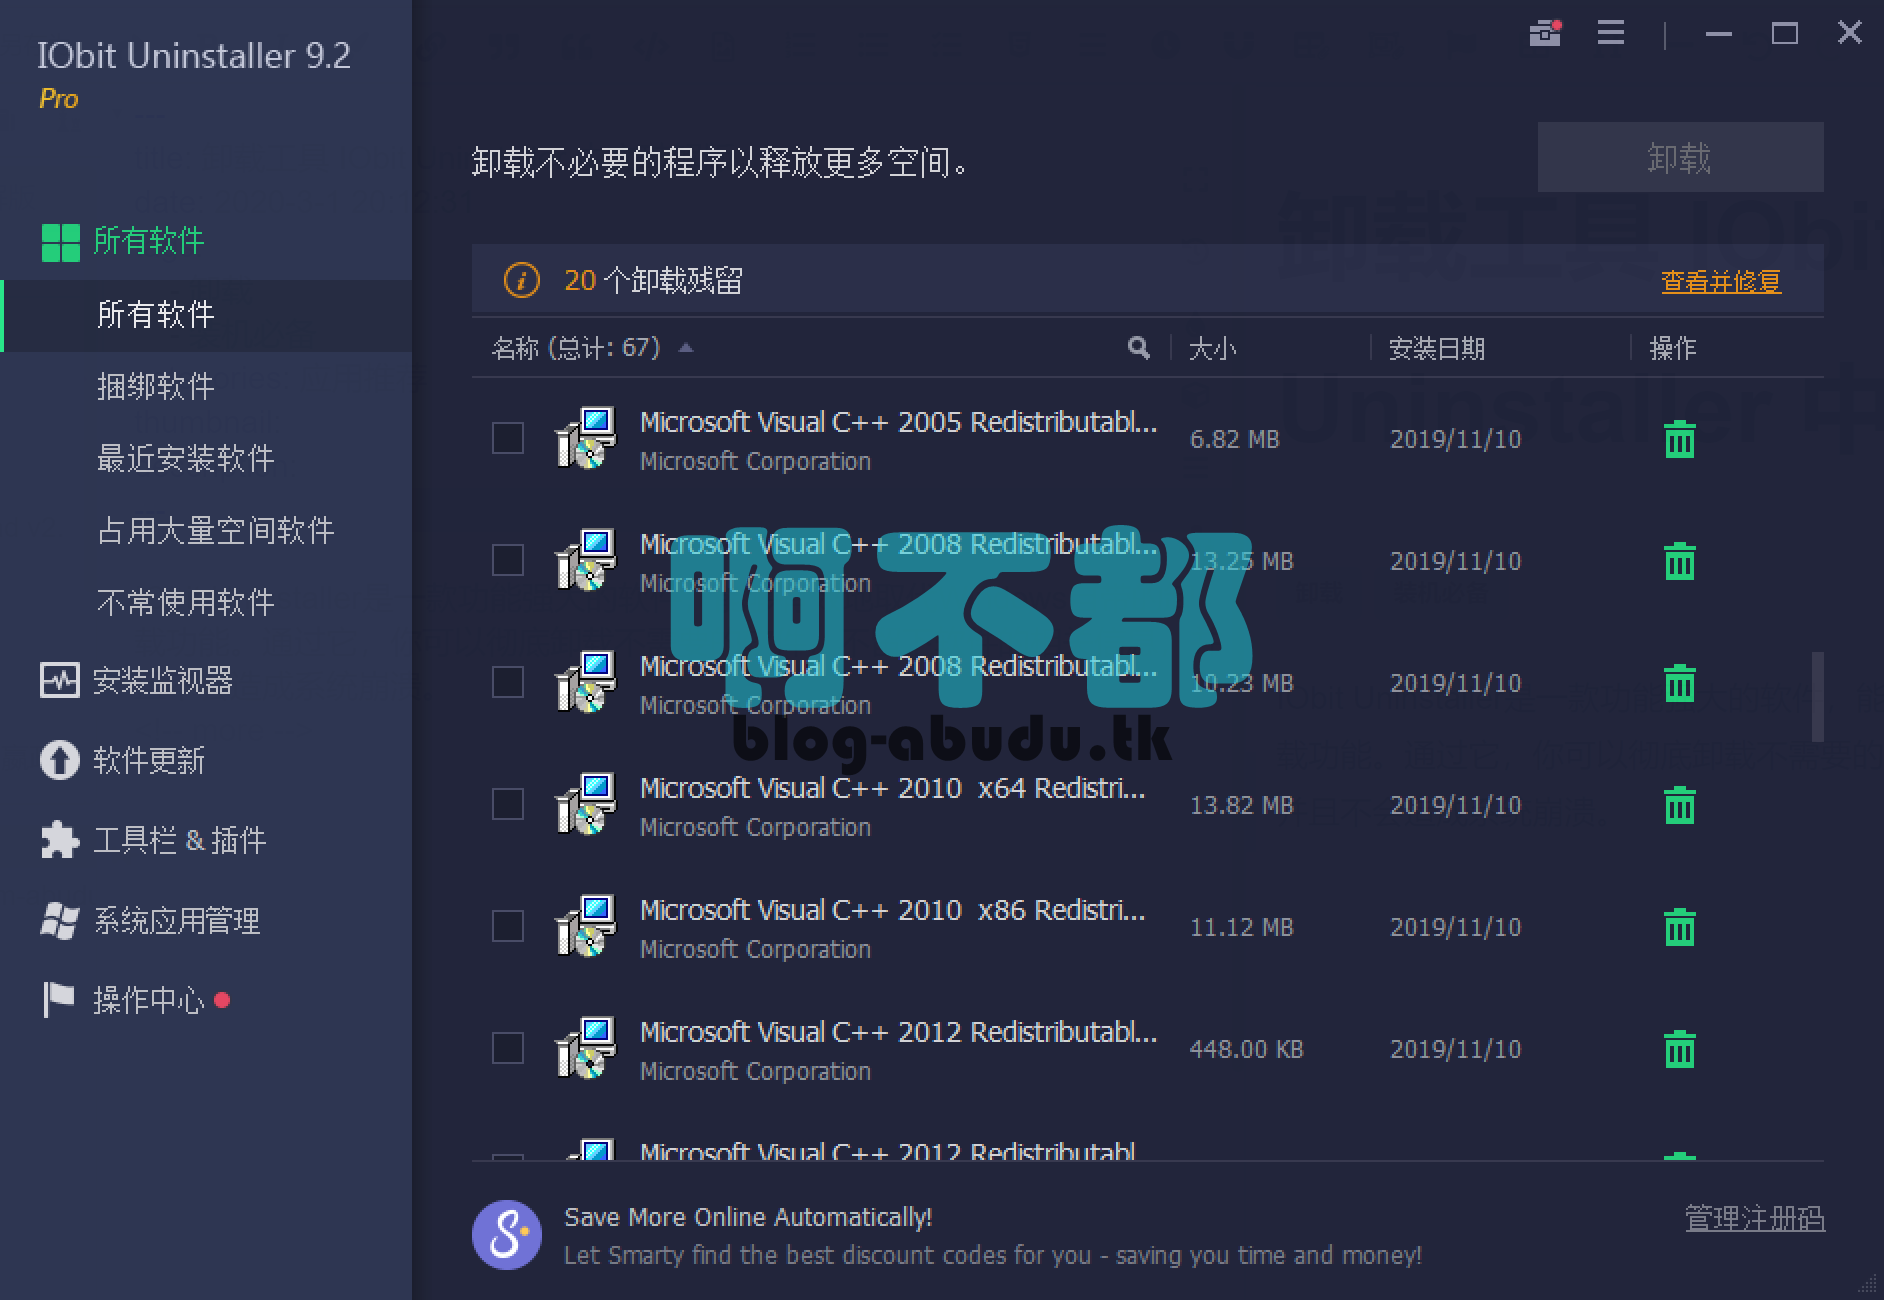 IObit Uninstaller 9.2
Pro
所有软件
所有软件
捆绑软件
最近安装软件
占用大量空间软件
不常使用软件
安装监视器
软件更新
工具栏 & 插件
系统应用管理
操作中心
卸载不必要的程序以释放更多空间。
卸载
20 个卸载残留
查看并修复
名称 (总计: 67) 大小 安装日期 操作
Microsoft Visual C++ 2005 Redistributabl...
Microsoft Corporation
6.82 MB 2019/11/10
Microsoft Visual C++ 2008 Redistributabl...
Microsoft Corporation
13.25 MB 2019/11/10
Microsoft Visual C++ 2008 Redistributabl...
Microsoft Corporation
10.23 MB 2019/11/10
啊不都
blog-abudu.tk
Microsoft Visual C++ 2010 x64 Redistri...
Microsoft Corporation
13.82 MB 2019/11/10
Microsoft Visual C++ 2010 x86 Redistri...
Microsoft Corporation
11.12 MB 2019/11/10
Microsoft Visual C++ 2012 Redistributabl...
Microsoft Corporation
448.00 KB 2019/11/10
Microsoft Visual C++ 2012 Redistributabl
Save More Online Automatically!
Let Smarty find the best discount codes for you - saving you time and money!
管理注册码